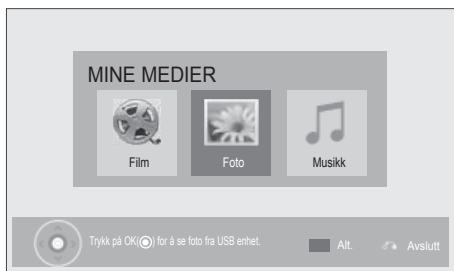 MINE MEDIER
Film
Foto
Musikk
Trykk på OK(◉) for å se foto fra USB enhet.
Alt.
Avslutt